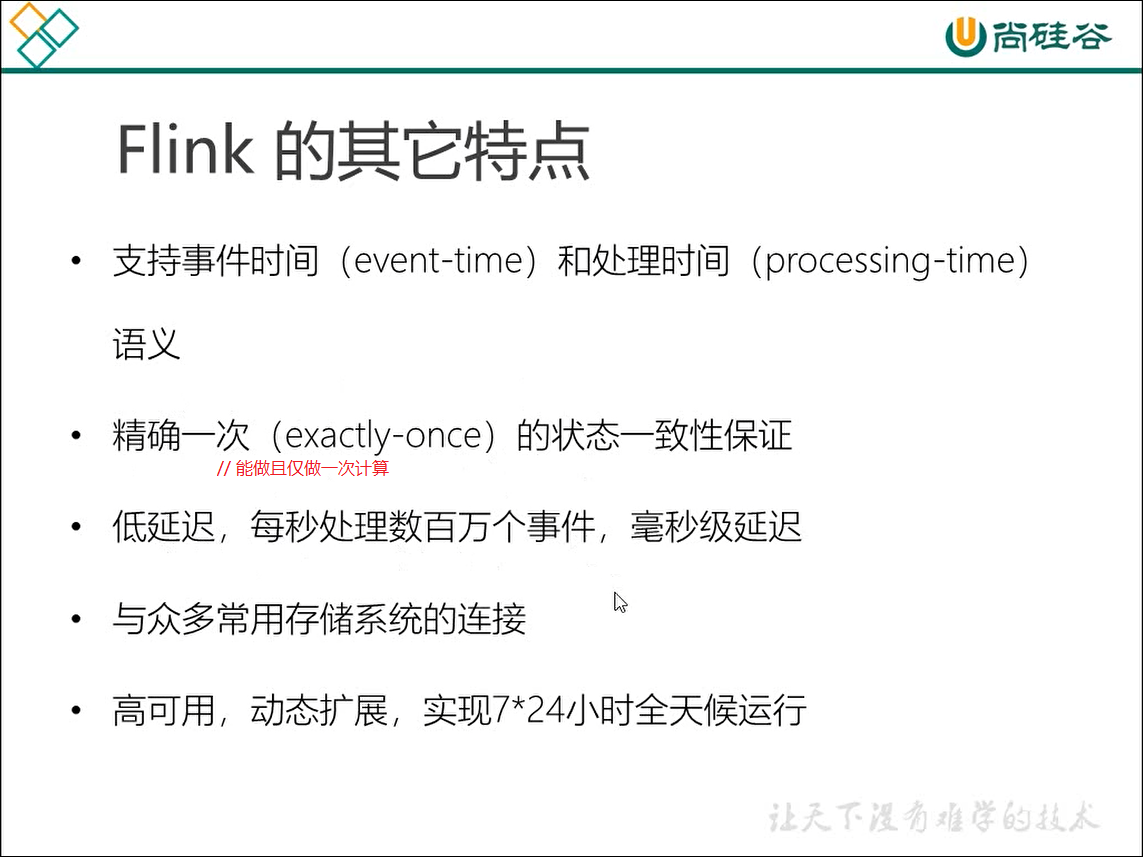 尚硅谷
Flink 的其它特点
• 支持事件时间（event-time）和处理时间（processing-time）
语义
• 精确一次（exactly-once）的状态一致性保证
// 能做且仅做一次计算
• 低延迟，每秒处理数百万个事件，毫秒级延迟
• 与众多常用存储系统的连接
• 高可用，动态扩展，实现7*24小时全天候运行
让天下没有难学的技术